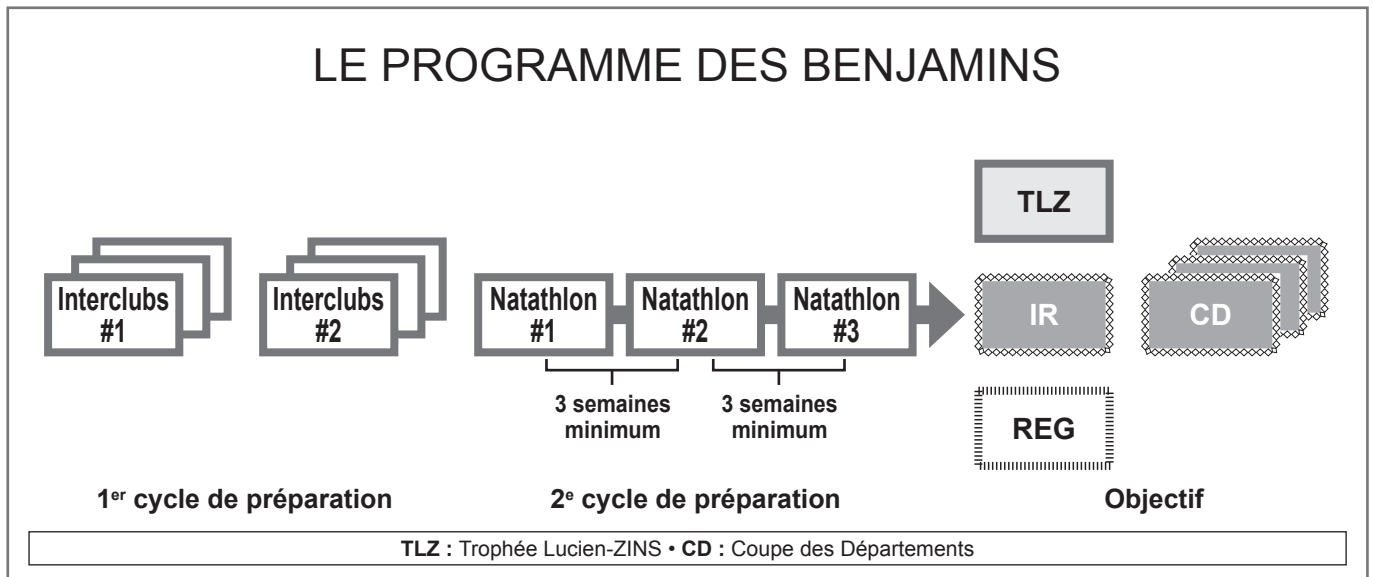 LE PROGRAMME DES BENJAMINS
TLZ
Interclubs
#1
Interclubs
#2
Natathlon
#1
Natathlon
#2
Natathlon
#3
IR
CD
3 semaines
minimum
3 semaines
minimum
REG
1er cycle de préparation
2e cycle de préparation
Objectif
TLZ : Trophée Lucien-ZINS • CD : Coupe des Départements